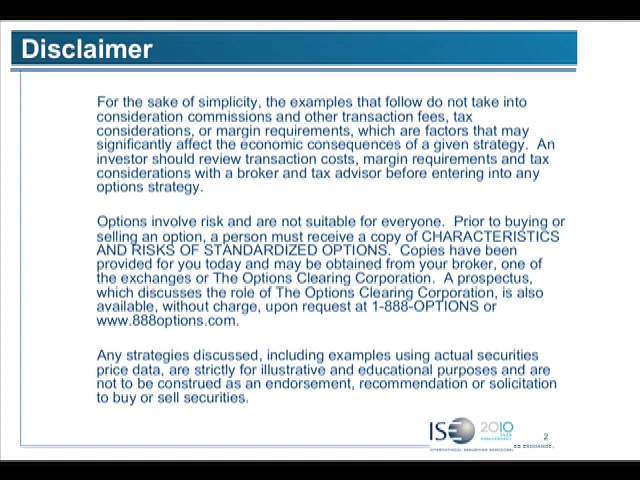 Disclaimer
For the sake of simplicity, the examples that follow do not take into
consideration commissions and other transaction fees, tax
considerations, or margin requirements, which are factors that may
significantly affect the economic consequences of a given strategy. An
investor should review transaction costs, margin requirements and tax
considerations with a broker and tax advisor before entering into any
options strategy.
Options involve risk and are not suitable for everyone. Prior to buying or
selling an option, a person must receive a copy of CHARACTERISTICS
AND RISKS OF STANDARDIZED OPTIONS. Copies have been
provided for you today and may be obtained from your broker, one of
the exchanges or The Options Clearing Corporation. A prospectus,
which discusses the role of The Options Clearing Corporation, is also
available, without charge, upon request at 1-888-OPTIONS or
www.888options.com.
Any strategies discussed, including examples using actual securities
price data, are strictly for illustrative and educational purposes and are
not to be construed as an endorsement, recommendation or solicitation
to buy or sell securities.
ISE 2010
2